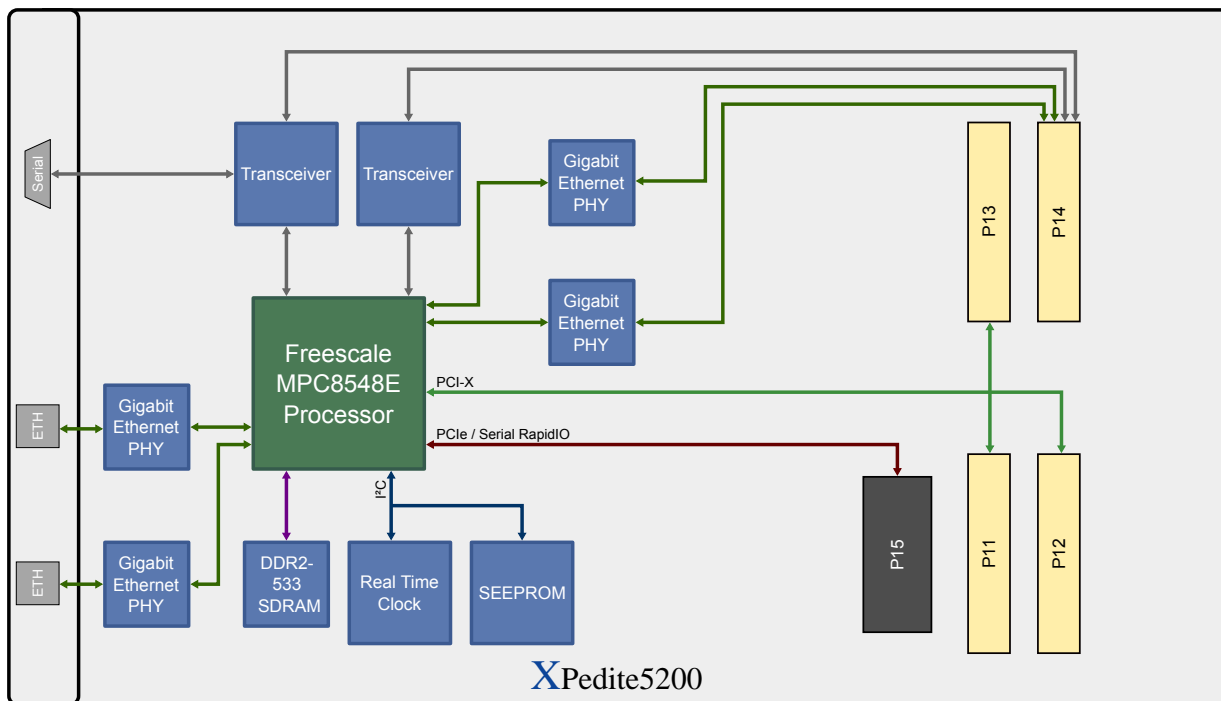 Serial
Transceiver
Transceiver
Gigabit
Ethernet
PHY
P13
P14
Gigabit
Ethernet
PHY
Freescale
MPC8548E
Processor
PCI-X
PCIe / Serial RapidIO
ETH
Gigabit
Ethernet
PHY
I²C
ETH
Gigabit
Ethernet
PHY
DDR2-
533
SDRAM
Real Time
Clock
SEEPROM
P15
P11
P12
XPedite5200